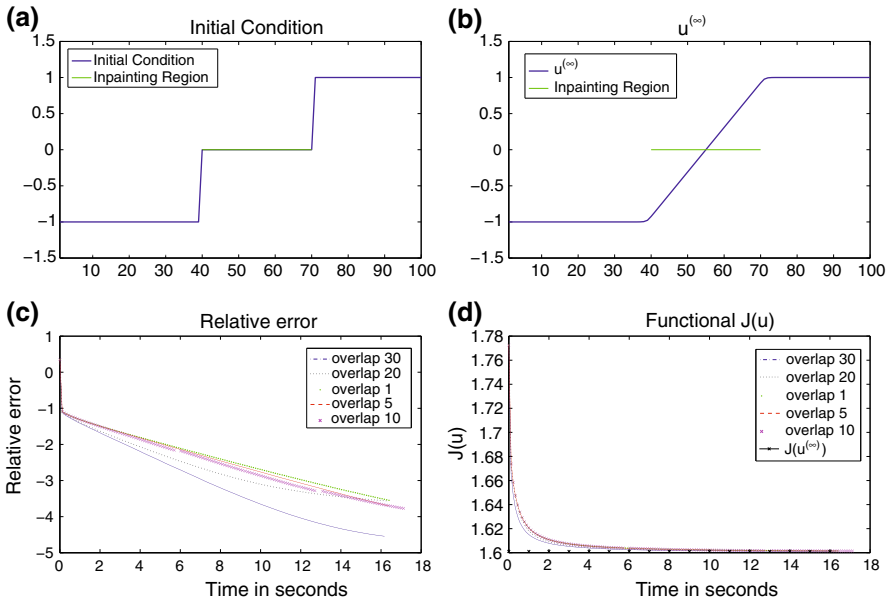 (a)
Initial Condition
1.5
1
0.5
0
−0.5
−1
−1.5
Initial Condition
Inpainting Region
10 20 30 40 50 60 70 80 90 100
(b)
u(∞)
1.5
1
0.5
0
−0.5
−1
−1.5
u(∞)
Inpainting Region
10 20 30 40 50 60 70 80 90 100
(c)
Relative error
Relative error
1
0
−1
−2
−3
−4
−5
overlap 30
overlap 20
overlap 1
overlap 5
overlap 10
0 2 4 6 8 10 12 14 16 18
Time in seconds
(d)
Functional J(u)
J(u)
1.78
1.76
1.74
1.72
1.7
1.68
1.66
1.64
1.62
1.6
overlap 30
overlap 20
overlap 1
overlap 5
overlap 10
J(u(∞))
0 2 4 6 8 10 12 14 16 18
Time in seconds